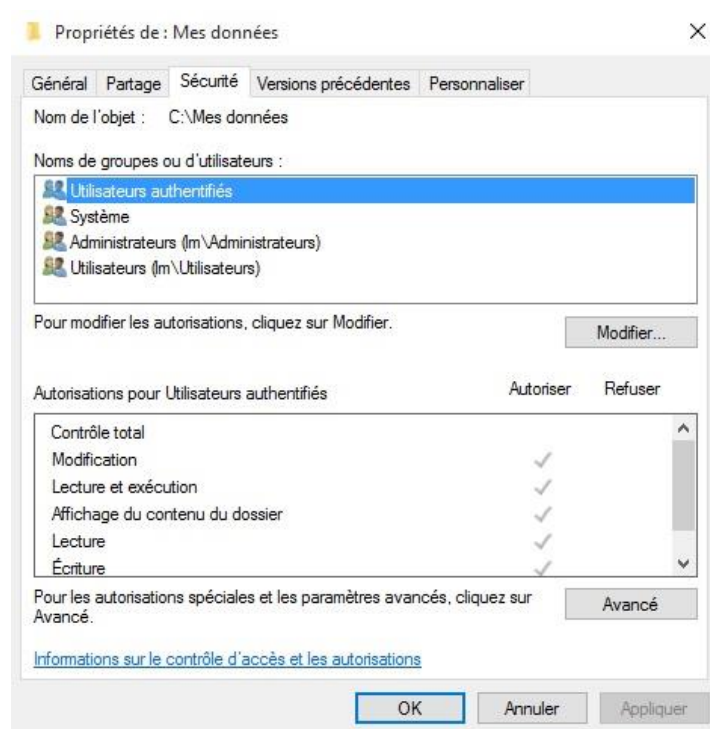 Propriétés de : Mes données
Général Partage Sécurité Versions précédentes Personnaliser
Nom de l'objet : C:\Mes données
Noms de groupes ou d'utilisateurs :
Utilisateurs authentifiés
Système
Administrateurs (lm\Administrateurs)
Utilisateurs (lm\Utilisateurs)
Pour modifier les autorisations, cliquez sur Modifier.
Modifier...
Autorisations pour Utilisateurs authentifiés Autoriser Refuser
Contrôle total
Modification
Lecture et exécution
Affichage du contenu du dossier
Lecture
Écriture
Pour les autorisations spéciales et les paramètres avancés, cliquez sur
Avancé.
Avancé
Informations sur le contrôle d'accès et les autorisations
OK Annuler Appliquer